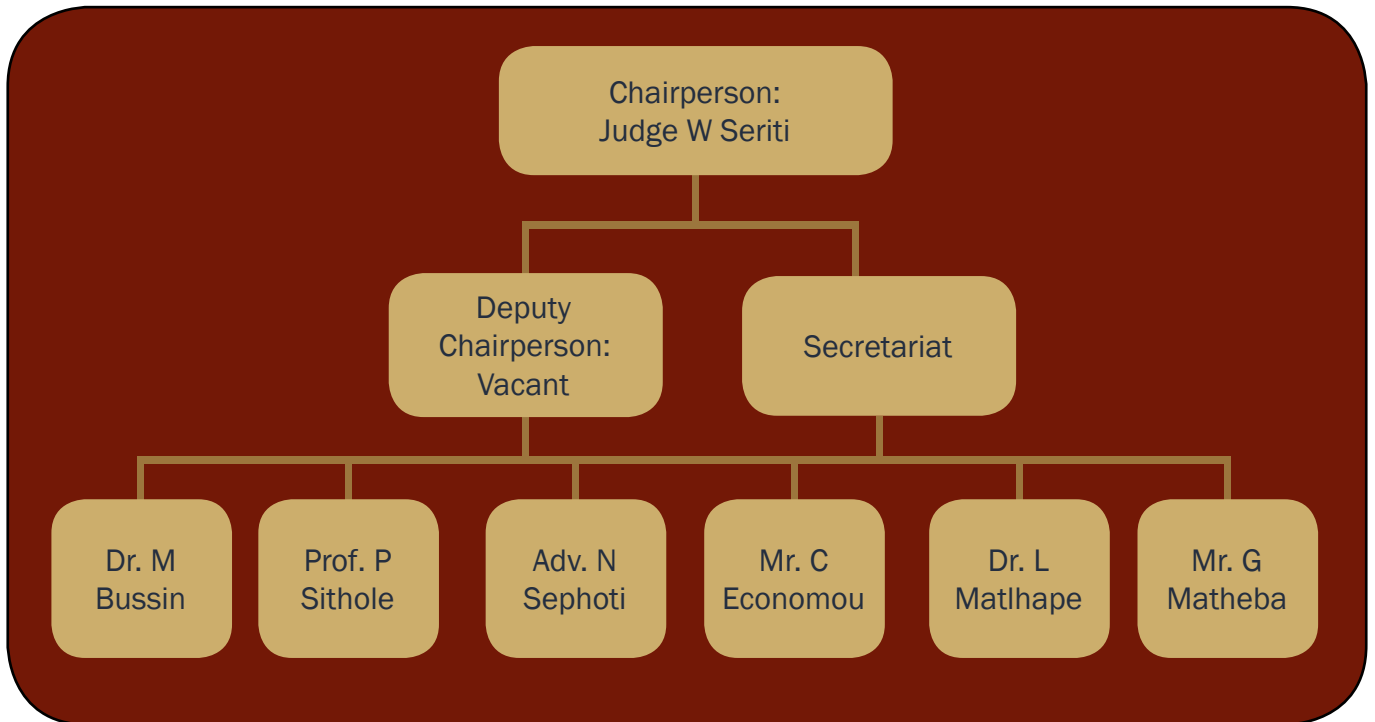 Chairperson:
Judge W Seriti
Deputy
Chairperson:
Vacant
Secretariat
Dr. M
Bussin
Prof. P
Sithole
Adv. N
Sephoti
Mr. C
Economou
Dr. L
Matlhape
Mr. G
Matheba